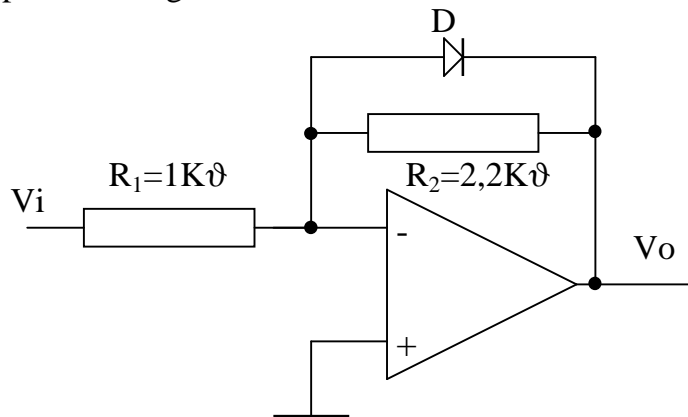 D
R₁=1Kϑ
R₂=2,2Kϑ
Vi
-
Vo
+